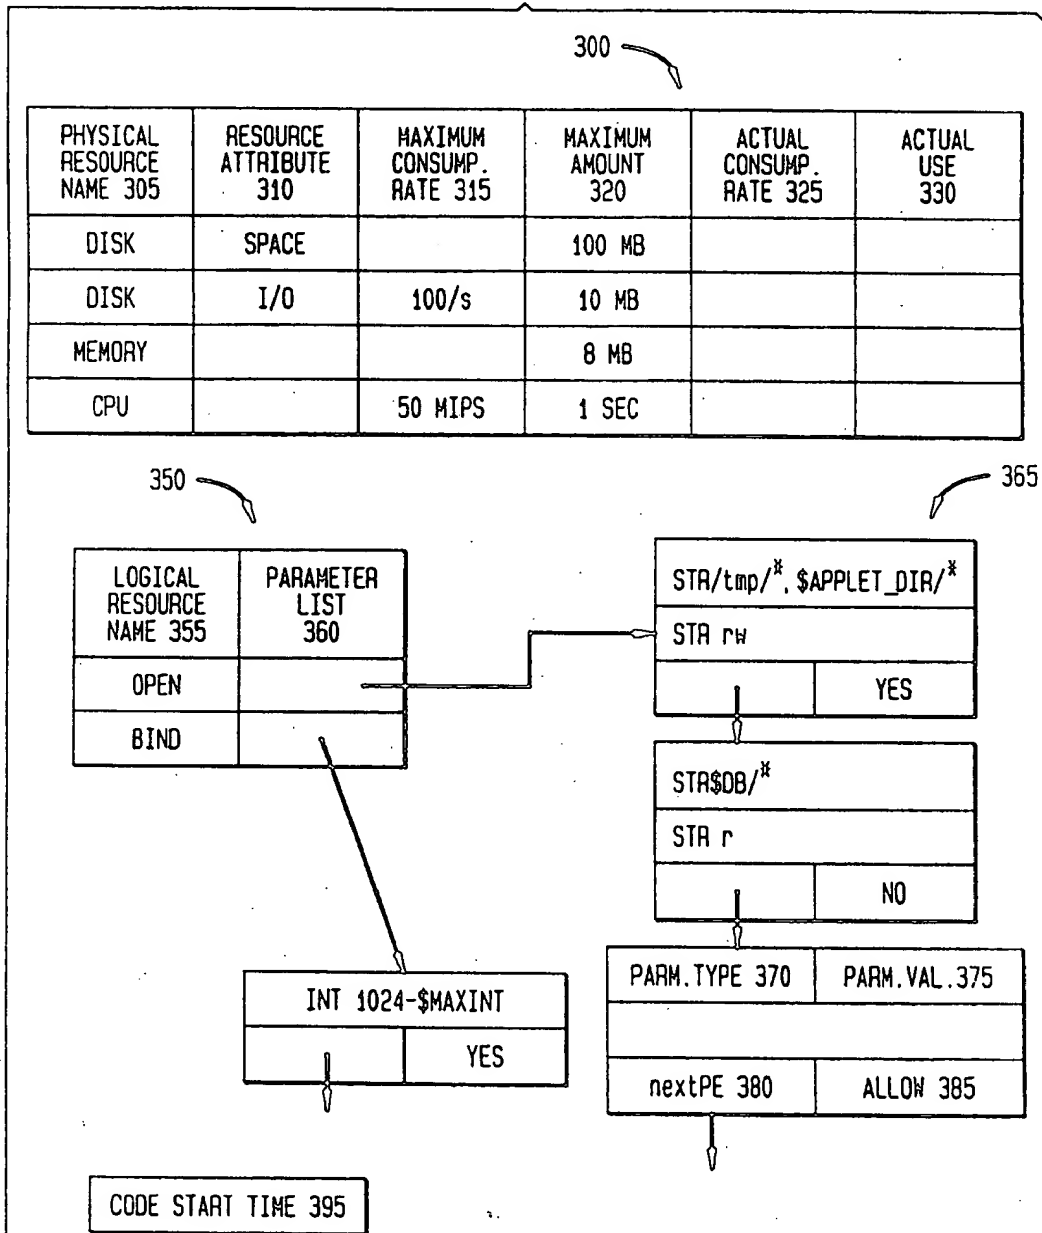 300
PHYSICAL RESOURCE NAME 305
RESOURCE ATTRIBUTE 310
MAXIMUM CONSUMP. RATE 315
MAXIMUM AMOUNT 320
ACTUAL CONSUMP. RATE 325
ACTUAL USE 330
DISK SPACE 100 MB
DISK I/O 100/s 10 MB
MEMORY 8 MB
CPU 50 MIPS 1 SEC
350
365
LOGICAL RESOURCE NAME 355
PARAMETER LIST 360
OPEN
BIND
STR/tmp/*, $APPLET_DIR/*
STR rw
YES
STR$DB/*
STR r
NO
PARM.TYPE 370 PARM.VAL.375
nextPE 380 ALLOW 385
INT 1024-$MAXINT
YES
CODE START TIME 395